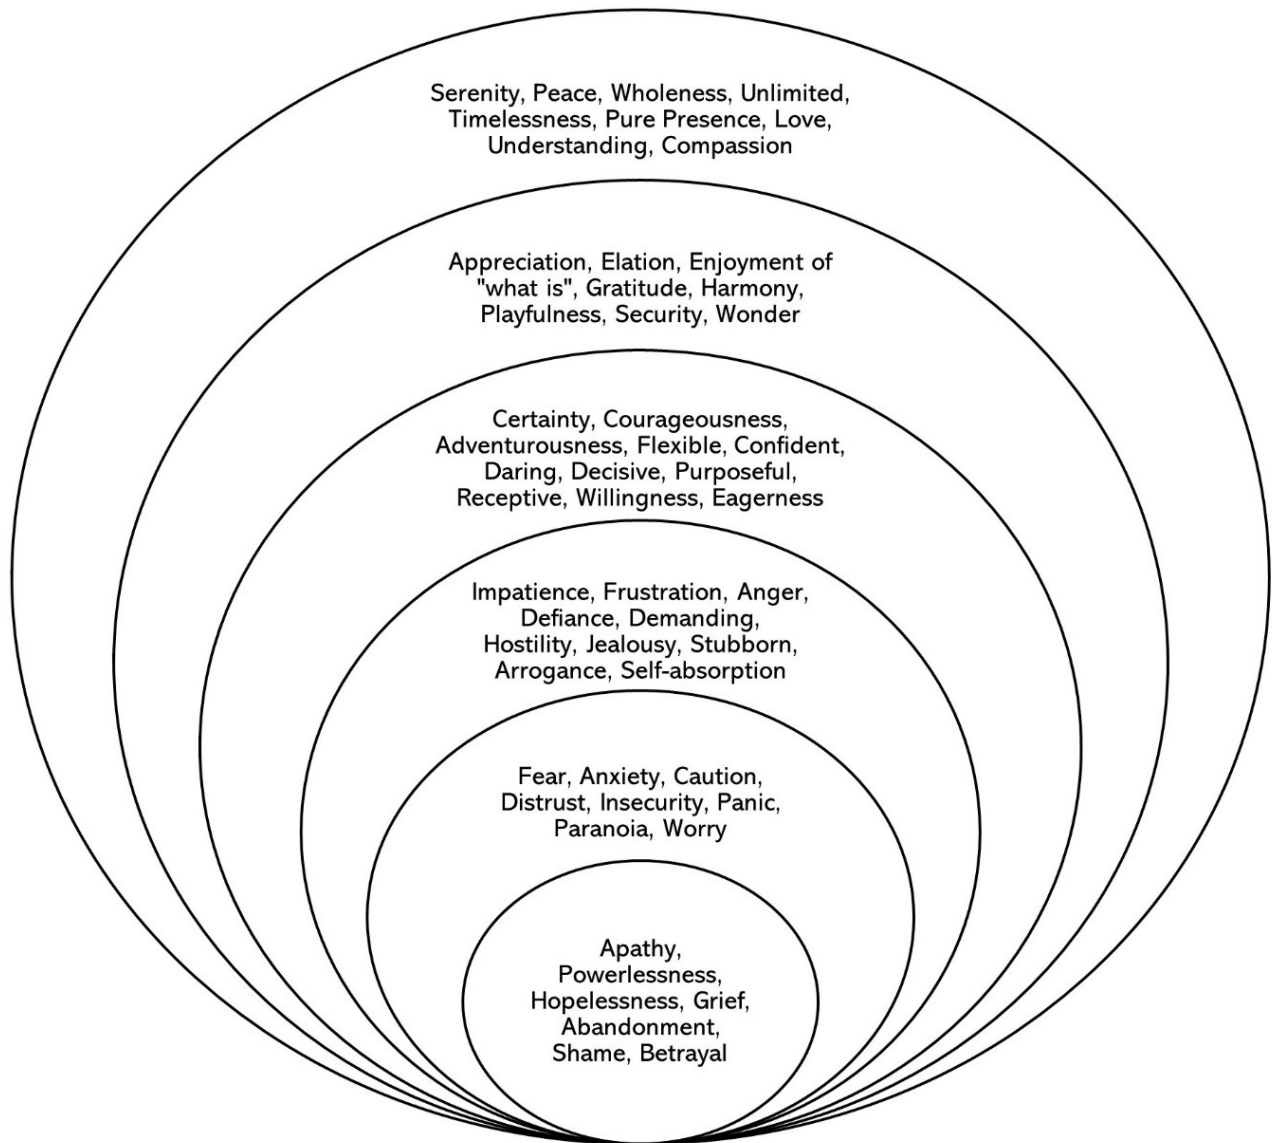 Serenity, Peace, Wholeness, Unlimited,
Timelessness, Pure Presence, Love,
Understanding, Compassion
Appreciation, Elation, Enjoyment of
"what is", Gratitude, Harmony,
Playfulness, Security, Wonder
Certainty, Courageousness,
Adventurousness, Flexible, Confident,
Daring, Decisive, Purposeful,
Receptive, Willingness, Eagerness
Impatience, Frustration, Anger,
Defiance, Demanding,
Hostility, Jealousy, Stubborn,
Arrogance, Self-absorption
Fear, Anxiety, Caution,
Distrust, Insecurity, Panic,
Paranoia, Worry
Apathy,
Powerlessness,
Hopelessness, Grief,
Abandonment,
Shame, Betrayal